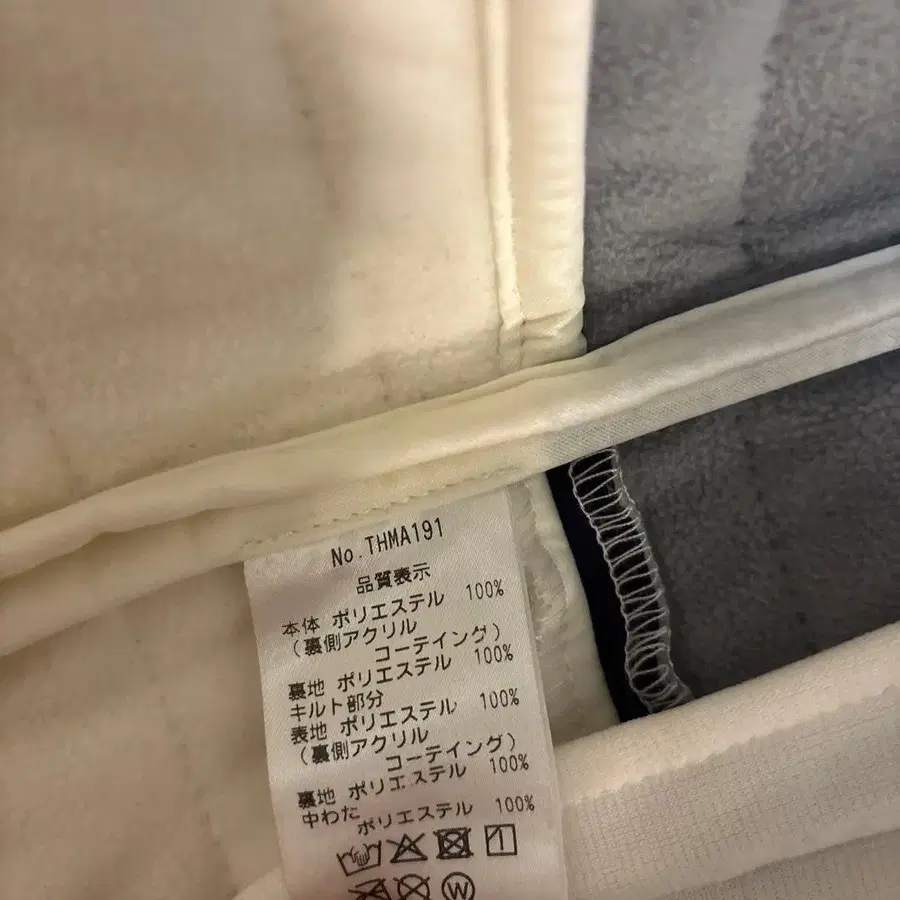 No.THMA191
品質表示
本体 ポリエステル 100%
(裏側アクリル
コーテイング)
裏地 ポリエステル 100%
キルト部分
表地 ポリエステル 100%
(裏側アクリル
コーテイング)
裏地 ポリエステル 100%
中わた
ポリエステル 100%
W